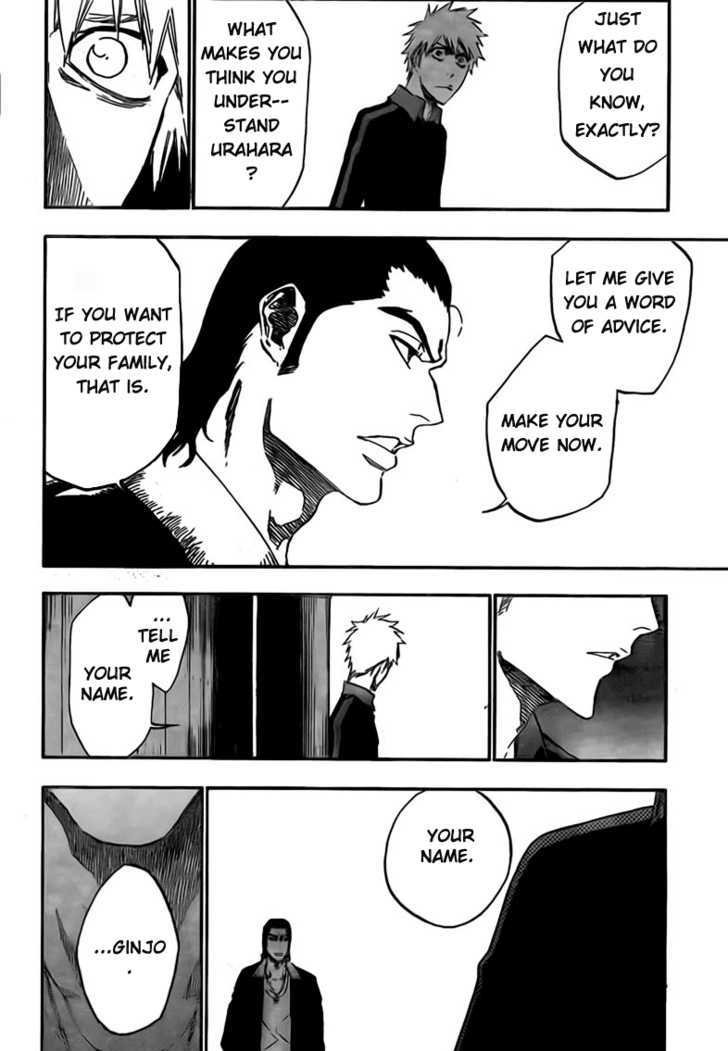 JUST
WHAT DO
YOU
KNOW,
EXACTLY?
WHAT
MAKES YOU
THINK YOU
UNDER--
STAND
URAHARA
?
LET ME GIVE
YOU A WORD
OF ADVICE.
MAKE YOUR
MOVE NOW.
IF YOU WANT
TO PROTECT
YOUR FAMILY,
THAT IS.
...
TELL
ME
YOUR
NAME.
YOUR
NAME.
...GINJO
.